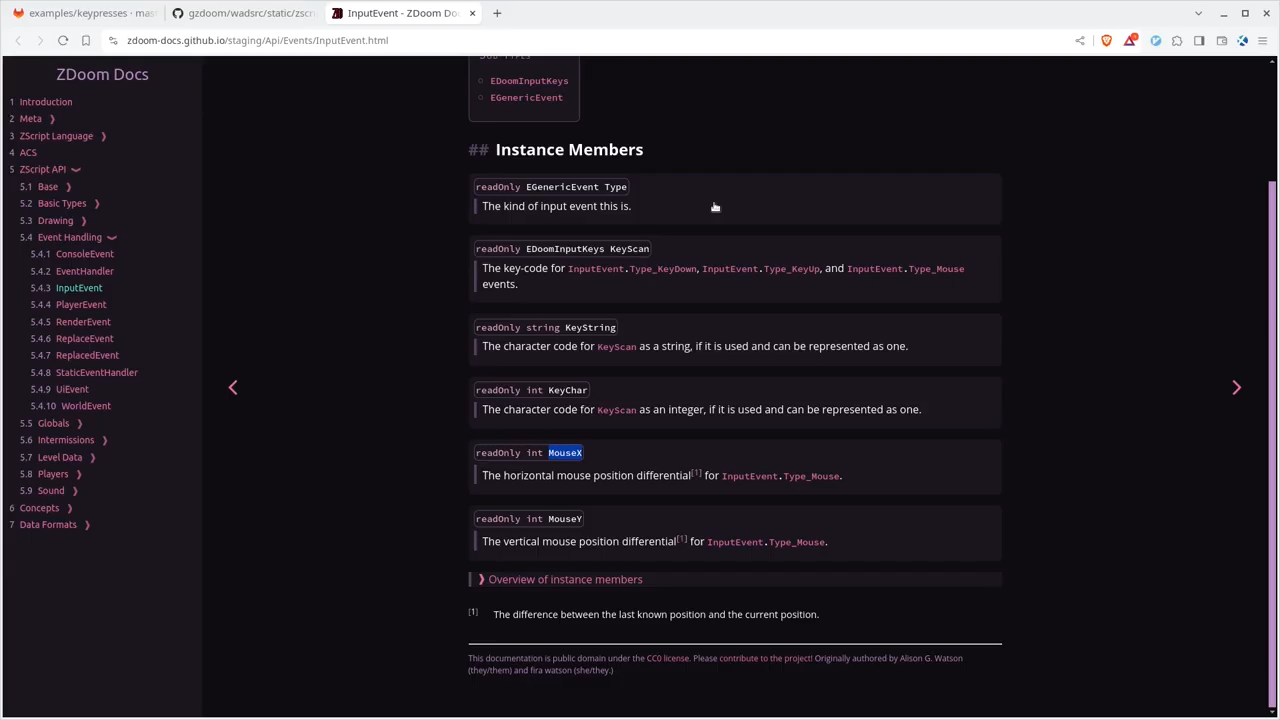 examples/keypresses · mas
gzdoom/wadsrc/static/zscri
InputEvent - ZDoom Do
zdoom-docs.github.io/staging/Api/Events/InputEvent.html
ZDoom Docs
1 Introduction
2 Meta ❯
3 ZScript Language ❯
4 ACS
5 ZScript API
5.1 Base ❯
5.2 Basic Types ❯
5.3 Drawing ❯
5.4 Event Handling
5.4.1 ConsoleEvent
5.4.2 EventHandler
5.4.3 InputEvent
5.4.4 PlayerEvent
5.4.5 RenderEvent
5.4.6 ReplaceEvent
5.4.7 ReplacedEvent
5.4.8 StaticEventHandler
5.4.9 UiEvent
5.4.10 WorldEvent
5.5 Globals ❯
5.6 Intermissions ❯
5.7 Level Data ❯
5.8 Players ❯
5.9 Sound ❯
6 Concepts ❯
7 Data Formats ❯
EDoomInputKeys
EGenericEvent
## Instance Members
readOnly EGenericEvent Type
The kind of input event this is.
readOnly EDoomInputKeys KeyScan
The key-code for InputEvent.Type_KeyDown, InputEvent.Type_KeyUp, and InputEvent.Type_Mouse
events.
readOnly string KeyString
The character code for KeyScan as a string, if it is used and can be represented as one.
readOnly int KeyChar
The character code for KeyScan as an integer, if it is used and can be represented as one.
readOnly int MouseX
The horizontal mouse position differential[1] for InputEvent.Type_Mouse.
readOnly int MouseY
The vertical mouse position differential[1] for InputEvent.Type_Mouse.
❯ Overview of instance members
[1] The difference between the last known position and the current position.
This documentation is public domain under the CC0 license. Please contribute to the project! Originally authored by Alison G. Watson
(they/them) and fira watson (she/they.)